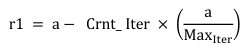 r1 = a − Crnt_ Iter × (a / Max_Iter)